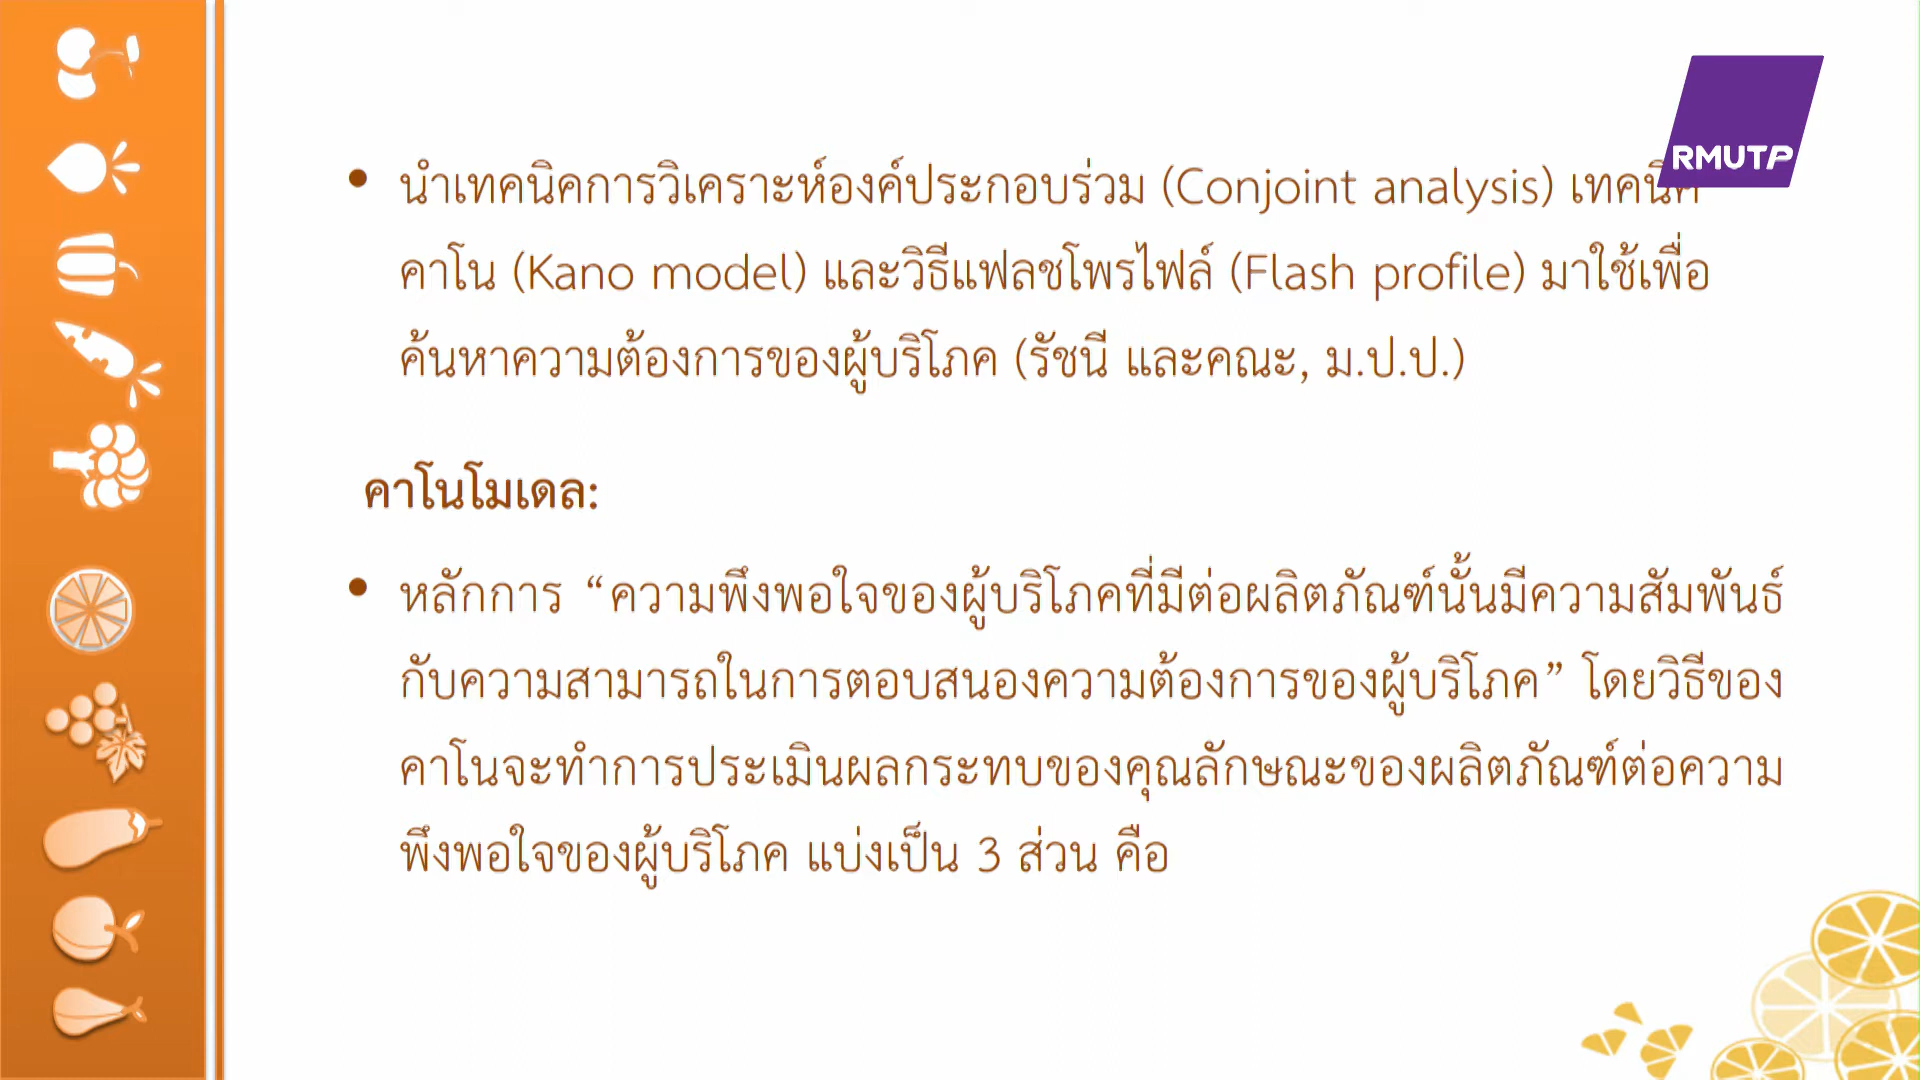 RMUTP
นำเทคนิคการวิเคราะห์องค์ประกอบร่วม (Conjoint analysis) เทคนิค
คาโน (Kano model) และวิธีแฟลชโพรไฟล์ (Flash profile) มาใช้เพื่อ
ค้นหาความต้องการของผู้บริโภค (รัชนี และคณะ, ม.ป.ป.)
คาโนโมเดล:
หลักการ “ความพึงพอใจของผู้บริโภคที่มีต่อผลิตภัณฑ์นั้นมีความสัมพันธ์
กับความสามารถในการตอบสนองความต้องการของผู้บริโภค” โดยวิธีของ
คาโนจะทำการประเมินผลกระทบของคุณลักษณะของผลิตภัณฑ์ต่อความ
พึงพอใจของผู้บริโภค แบ่งเป็น 3 ส่วน คือ